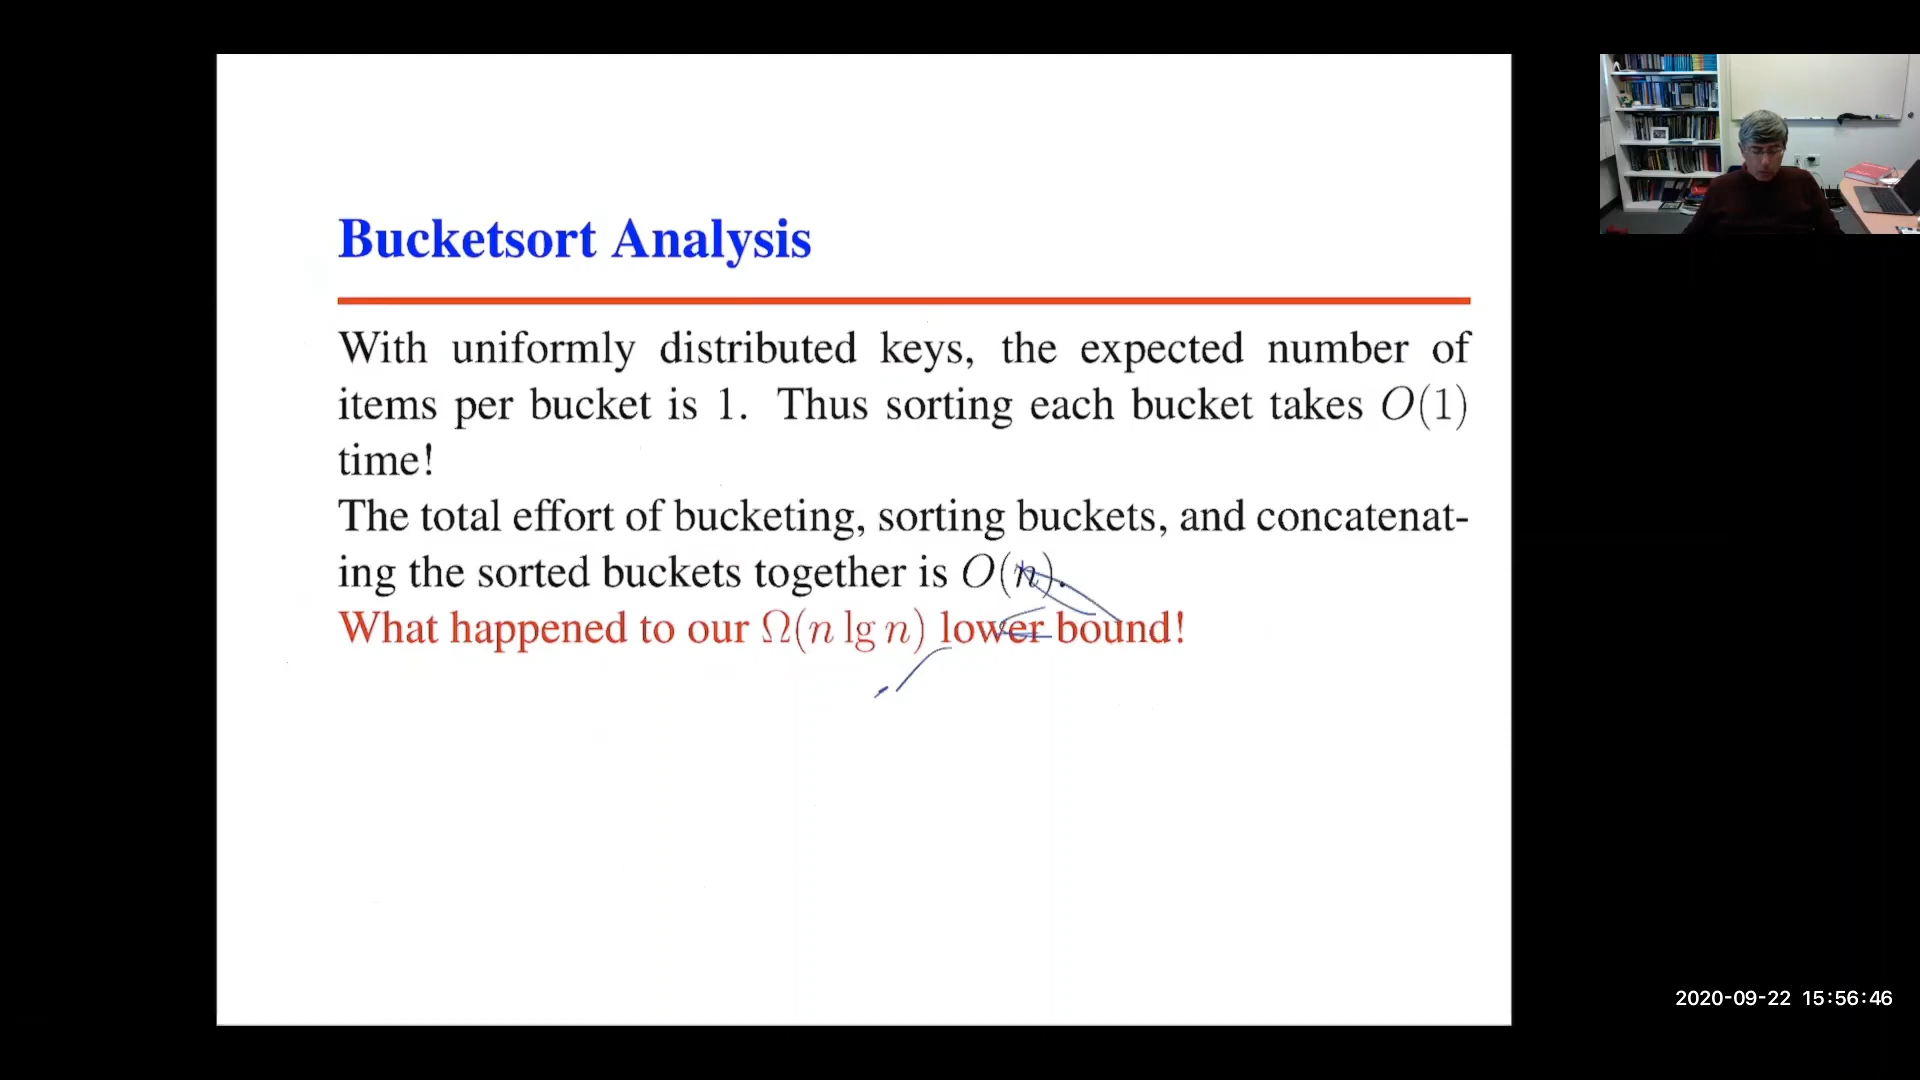 Bucketsort Analysis
With uniformly distributed keys, the expected number of
items per bucket is 1. Thus sorting each bucket takes O(1)
time!
The total effort of bucketing, sorting buckets, and concatenat-
ing the sorted buckets together is O(n).
What happened to our Ω(n lg n) lower bound!
2020-09-22 15:56:46